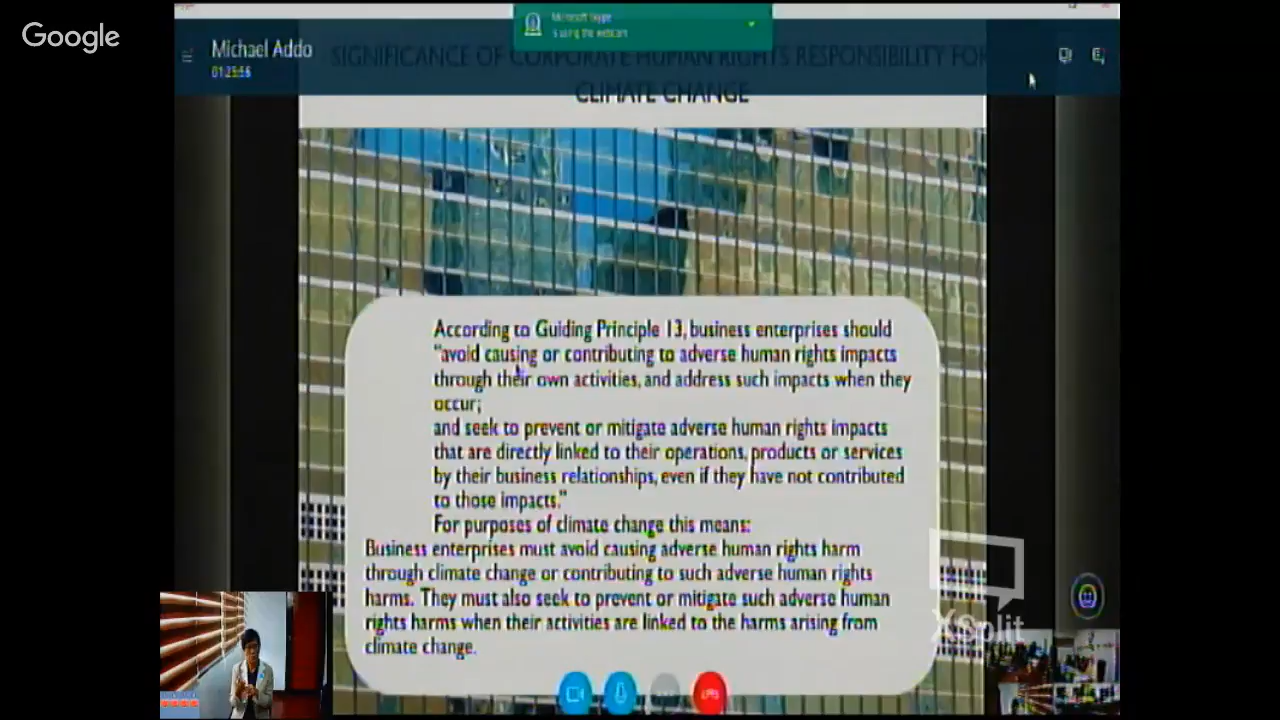 Google
Microsoft Skype
is using the webcam
Michael Addo
01:25:56
SIGNIFICANCE OF CORPORATE HUMAN RIGHTS RESPONSIBILITY FOR
CLIMATE CHANGE
According to Guiding Principle 13, business enterprises should
"avoid causing or contributing to adverse human rights impacts
through their own activities, and address such impacts when they
occur;
and seek to prevent or mitigate adverse human rights impacts
that are directly linked to their operations, products or services
by their business relationships, even if they have not contributed
to those impacts."
For purposes of climate change this means:
Business enterprises must avoid causing adverse human rights harm
through climate change or contributing to such adverse human rights
harms. They must also seek to prevent or mitigate such adverse human
rights harms when their activities are linked to the harms arising from
climate change.
XSplit